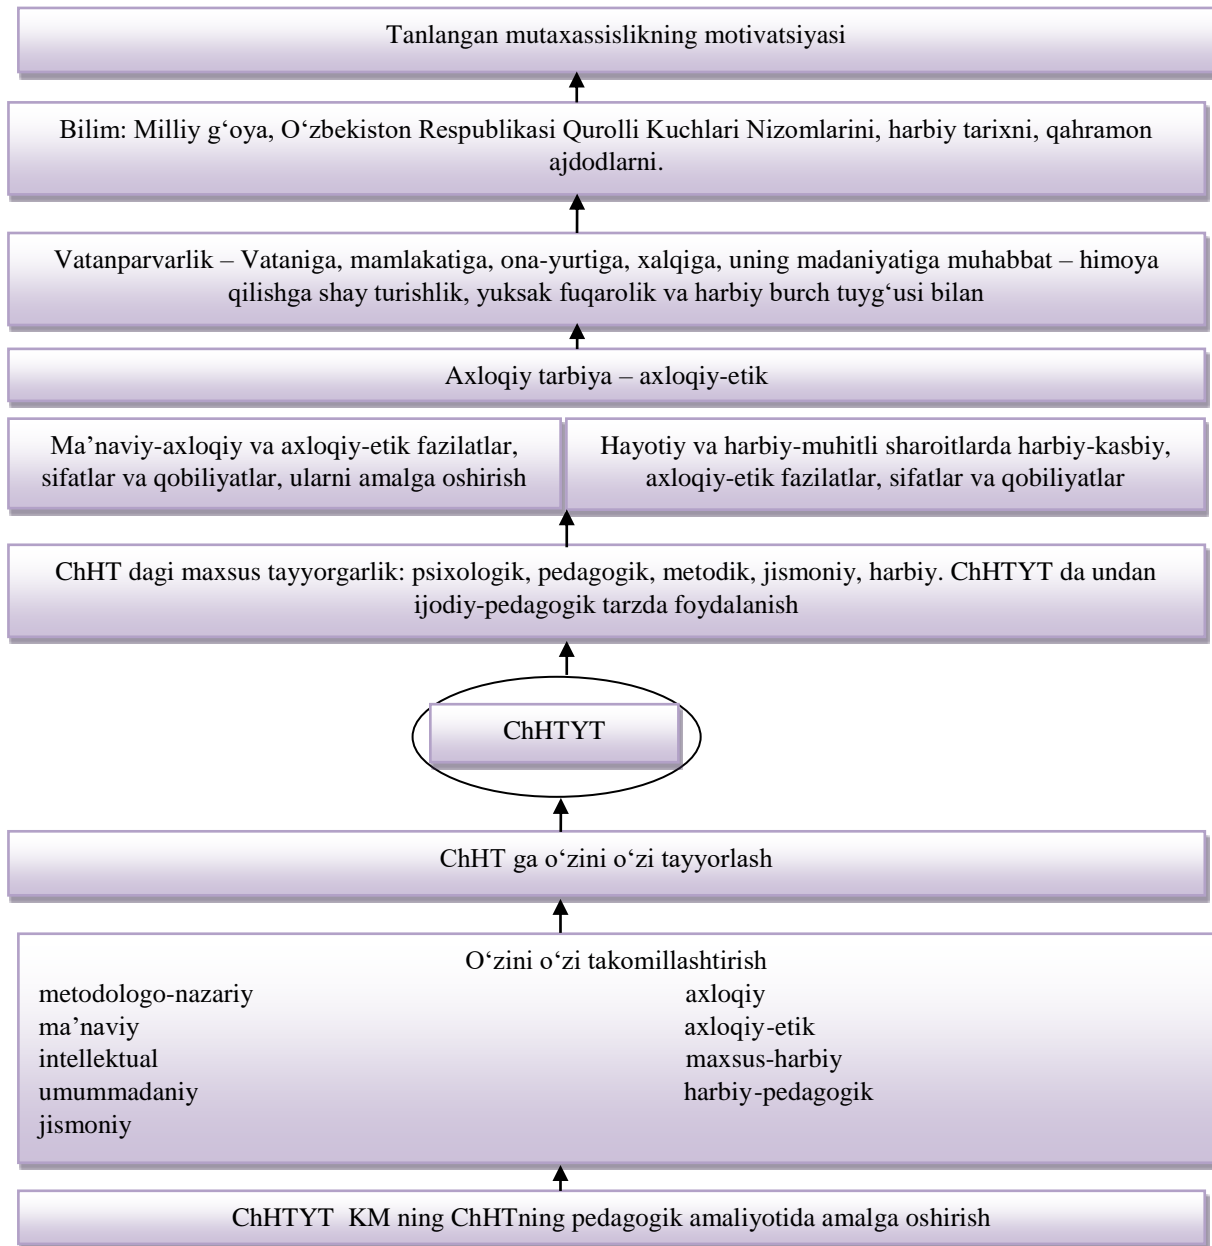 Tanlangan mutaxassislikning motivatsiyasi
Bilim: Milliy g‘oya, O‘zbekiston Respublikasi Qurolli Kuchlari Nizomlarini, harbiy tarixni, qahramon
ajdodlarni.
Vatanparvarlik – Vataniga, mamlakatiga, ona-yurtiga, xalqiga, uning madaniyatiga muhabbat – himoya
qilishga shay turishlik, yuksak fuqarolik va harbiy burch tuyg‘usi bilan
Axloqiy tarbiya – axloqiy-etik
Ma’naviy-axloqiy va axloqiy-etik fazilatlar,
sifatlar va qobiliyatlar, ularni amalga oshirish
Hayotiy va harbiy-muhitli sharoitlarda harbiy-kasbiy,
axloqiy-etik fazilatlar, sifatlar va qobiliyatlar
ChHT dagi maxsus tayyorgarlik: psixologik, pedagogik, metodik, jismoniy, harbiy. ChHTYT da undan
ijodiy-pedagogik tarzda foydalanish
ChHTYT
ChHT ga o‘zini o‘zi tayyorlash
O‘zini o‘zi takomillashtirish
metodologo-nazariy
ma’naviy
intellektual
umummadaniy
jismoniy
axloqiy
axloqiy-etik
maxsus-harbiy
harbiy-pedagogik
ChHTYT KM ning ChHTning pedagogik amaliyotida amalga oshirish